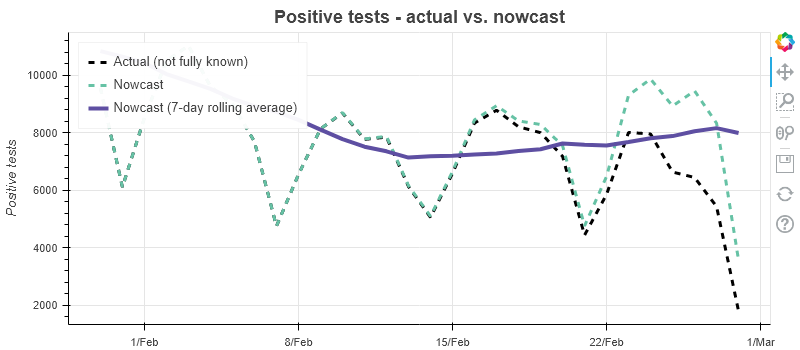 Positive tests - actual vs. nowcast
Actual (not fully known)
Nowcast
Nowcast (7-day rolling average)
Positive tests
10000
8000
6000
4000
2000
1/Feb
8/Feb
15/Feb
22/Feb
1/Mar